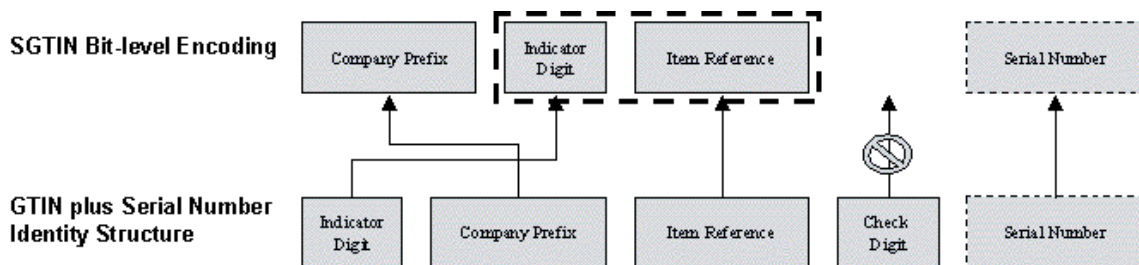 SGTIN Bit-level Encoding
Company Prefix
Indicator
Digit
Item Reference
Serial Number
GTIN plus Serial Number
Identity Structure
Indicator
Digit
Company Prefix
Item Reference
Check
Digit
Serial Number